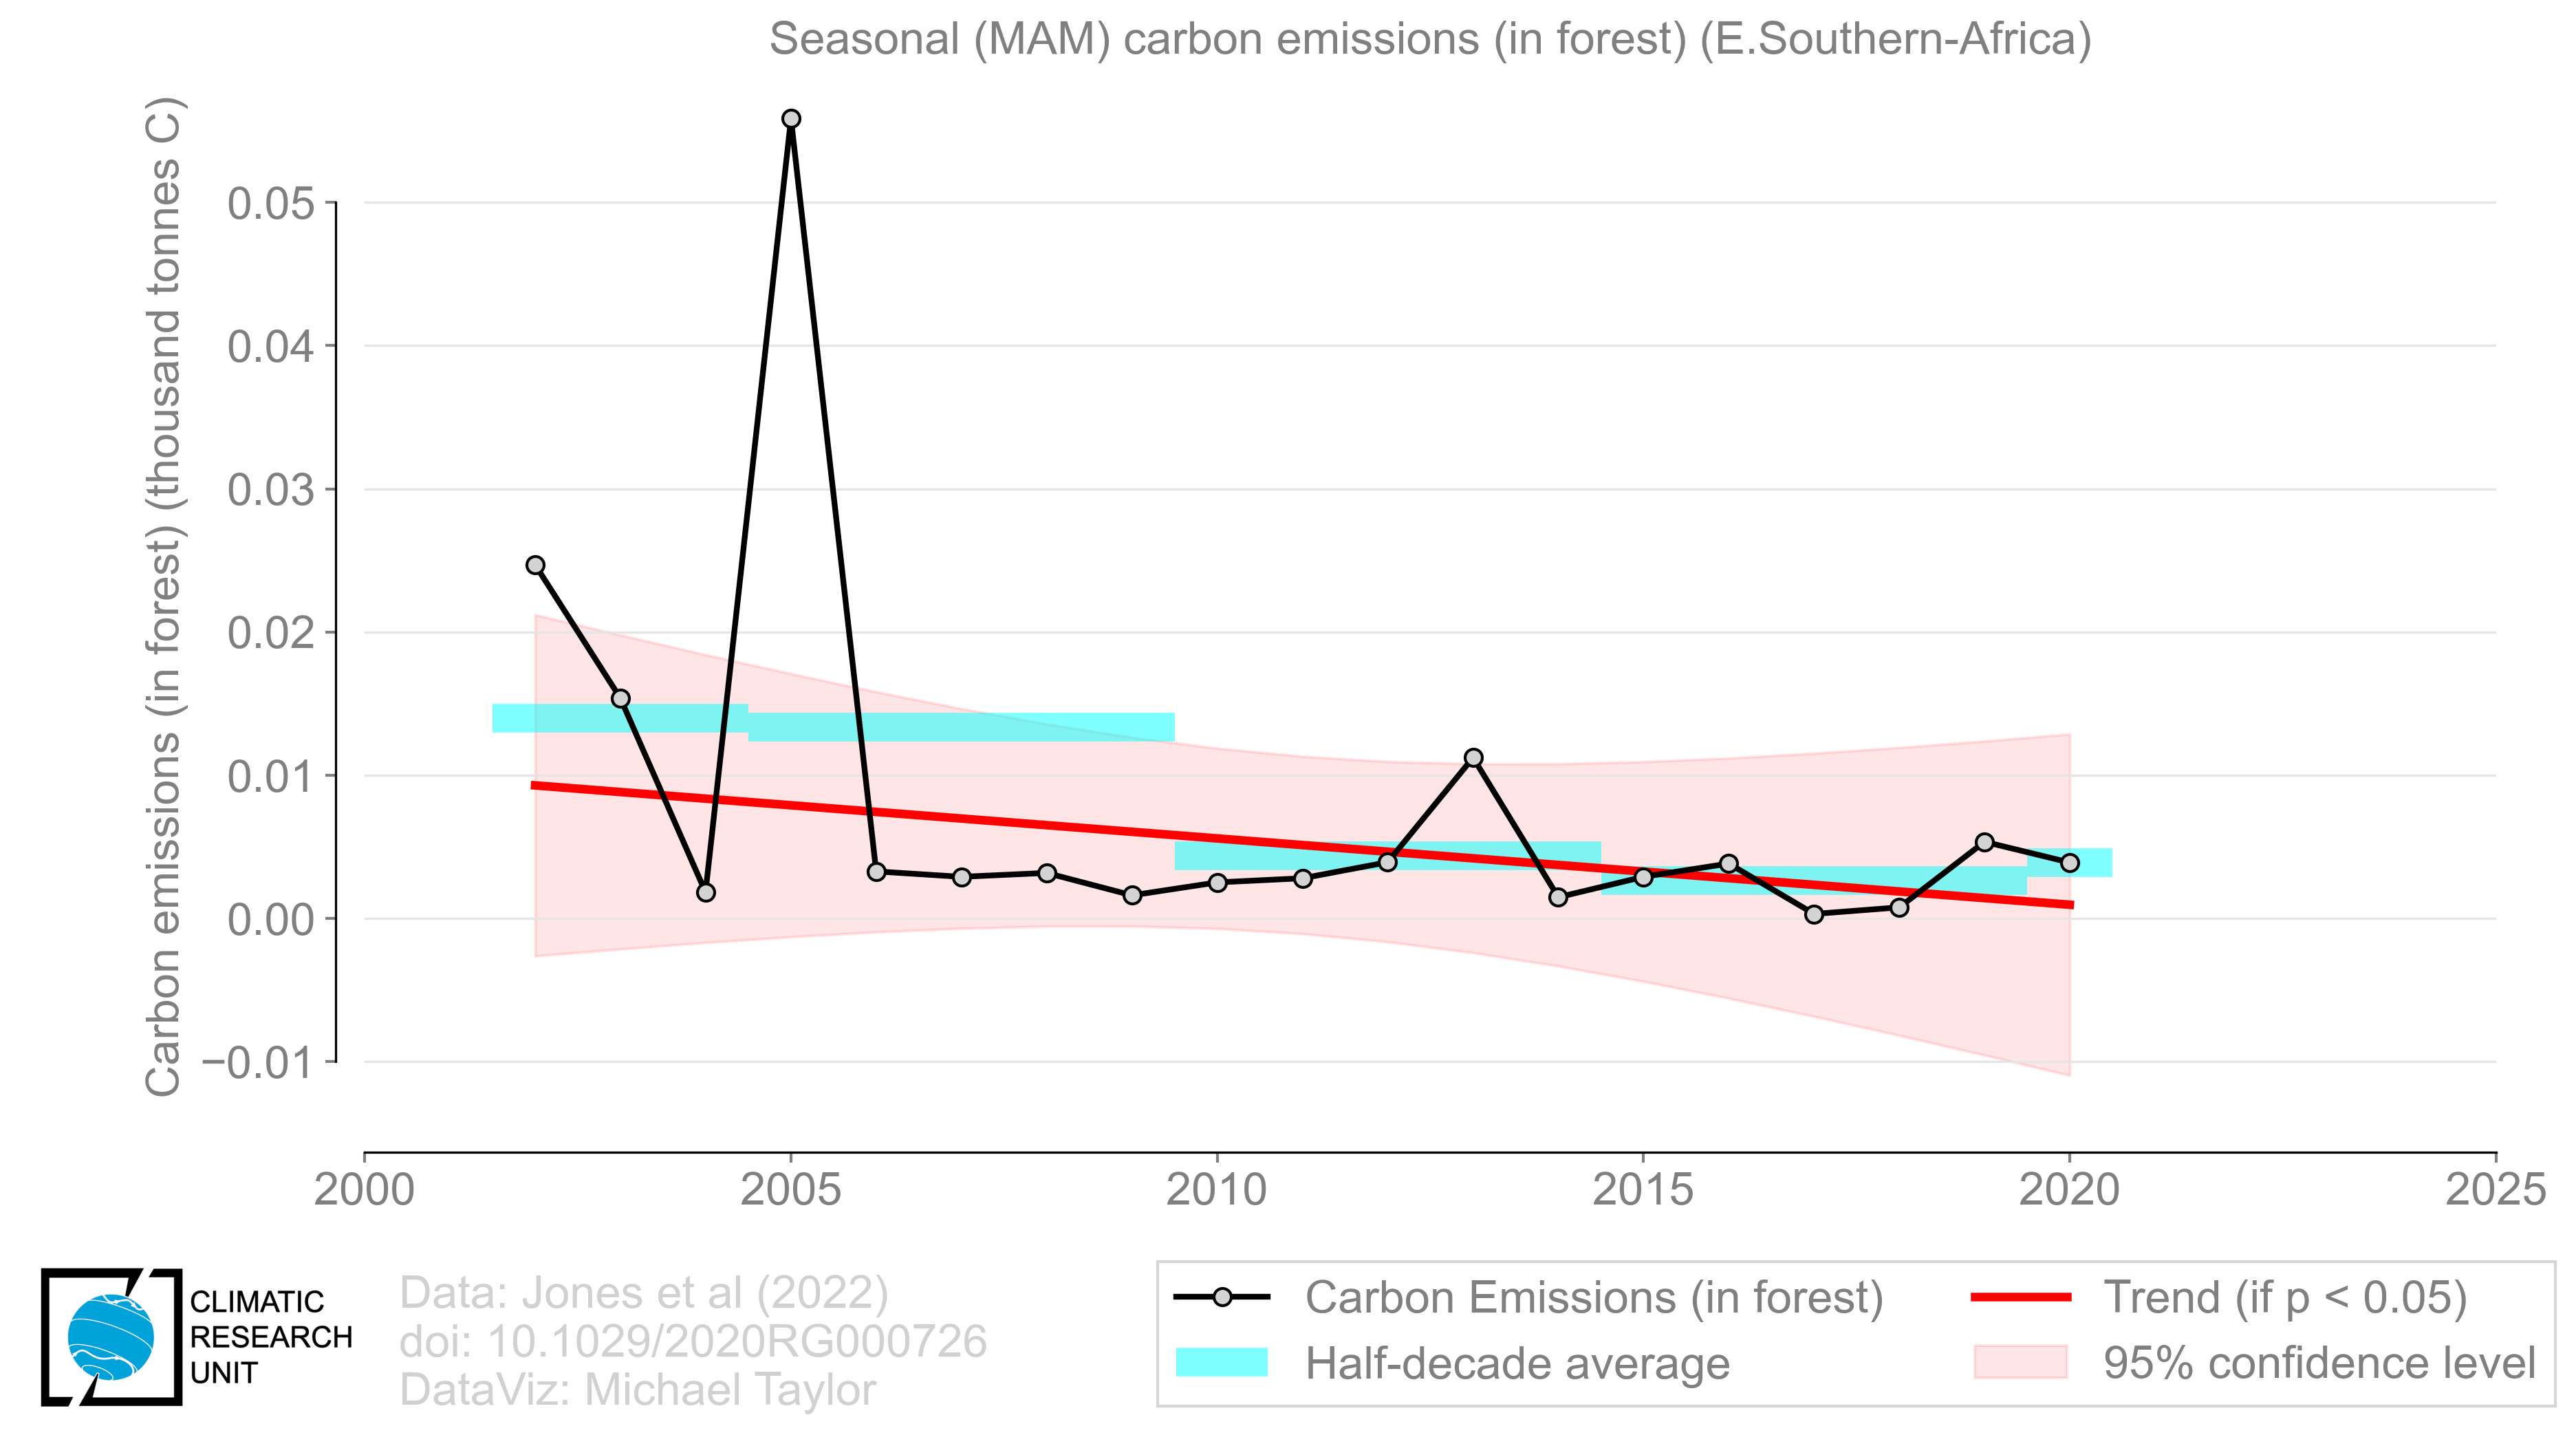 Seasonal (MAM) carbon emissions (in forest) (E.Southern-Africa)
Carbon emissions (in forest) (thousand tonnes C)
0.05
0.04
0.03
0.02
0.01
0.00
−0.01
2000
2005
2010
2015
2020
2025
CLIMATIC
RESEARCH
UNIT
Data: Jones et al (2022)
doi: 10.1029/2020RG000726
DataViz: Michael Taylor
Carbon Emissions (in forest)
Half-decade average
Trend (if p < 0.05)
95% confidence level